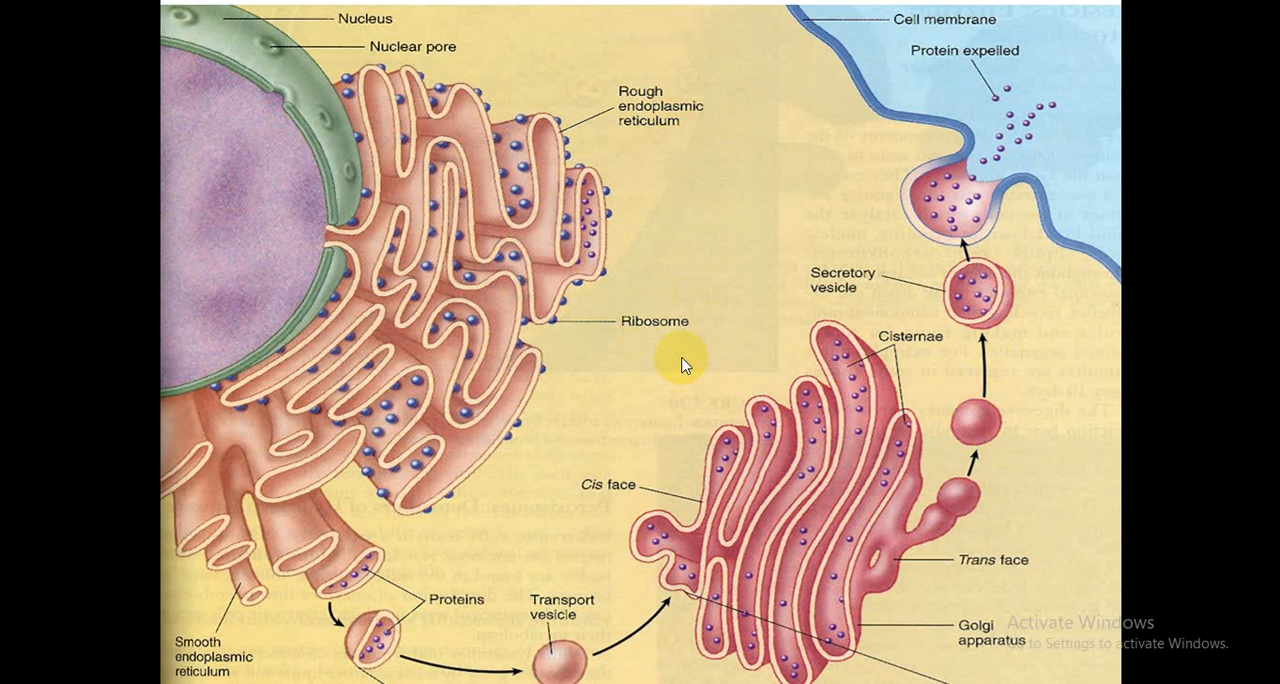 Nucleus
Nuclear pore
Rough
endoplasmic
reticulum
Ribosome
Cell membrane
Protein expelled
Secretory
vesicle
Cisternae
Cis face
Trans face
Golgi
apparatus
Proteins
Transport
vesicle
Smooth
endoplasmic
reticulum
Activate Windows
Go to Settings to activate Windows.